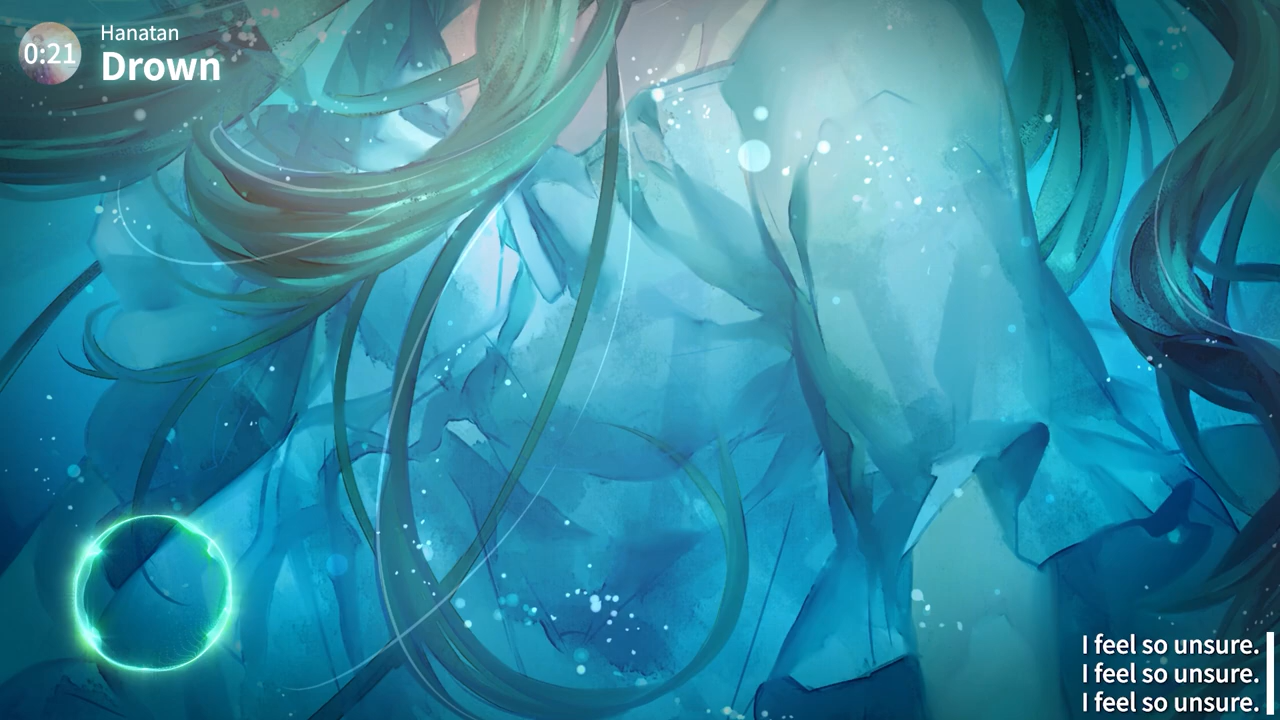 0:21
Hanatan
Drown
I feel so unsure.
I feel so unsure.
I feel so unsure.